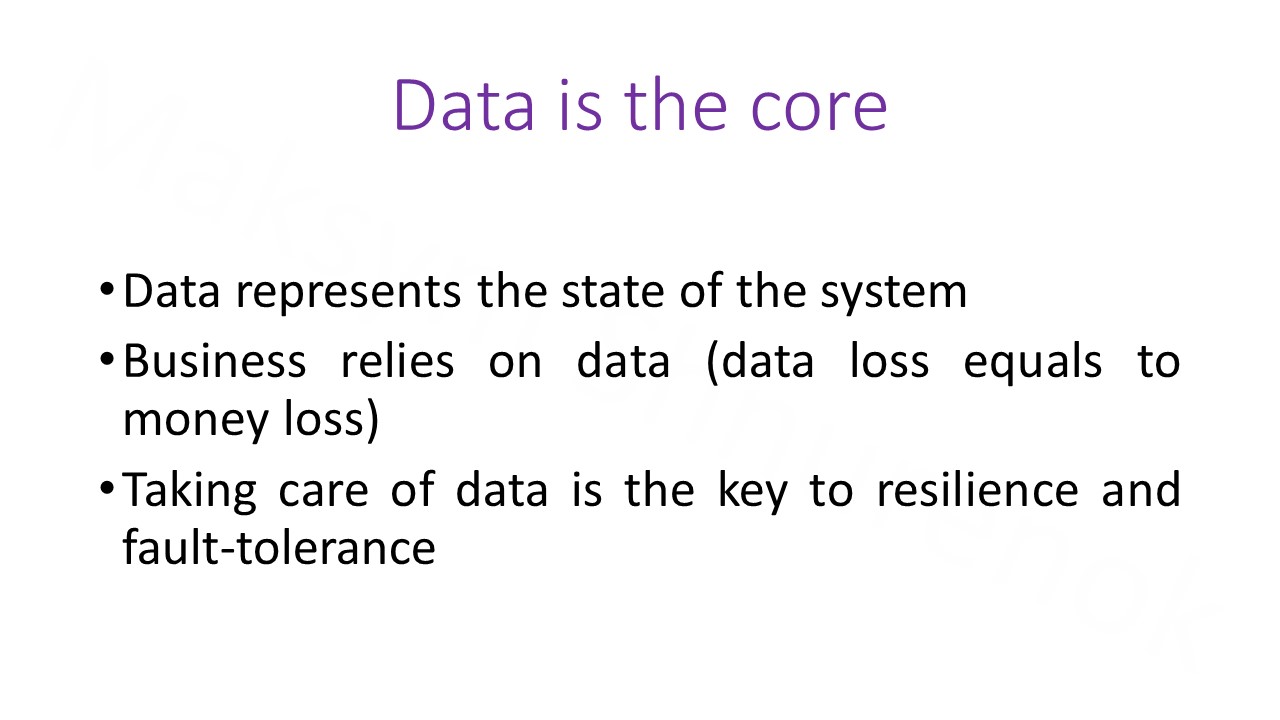 Data is the core
•Data represents the state of the system
•Business relies on data (data loss equals to
money loss)
•Taking care of data is the key to resilience and
fault-tolerance